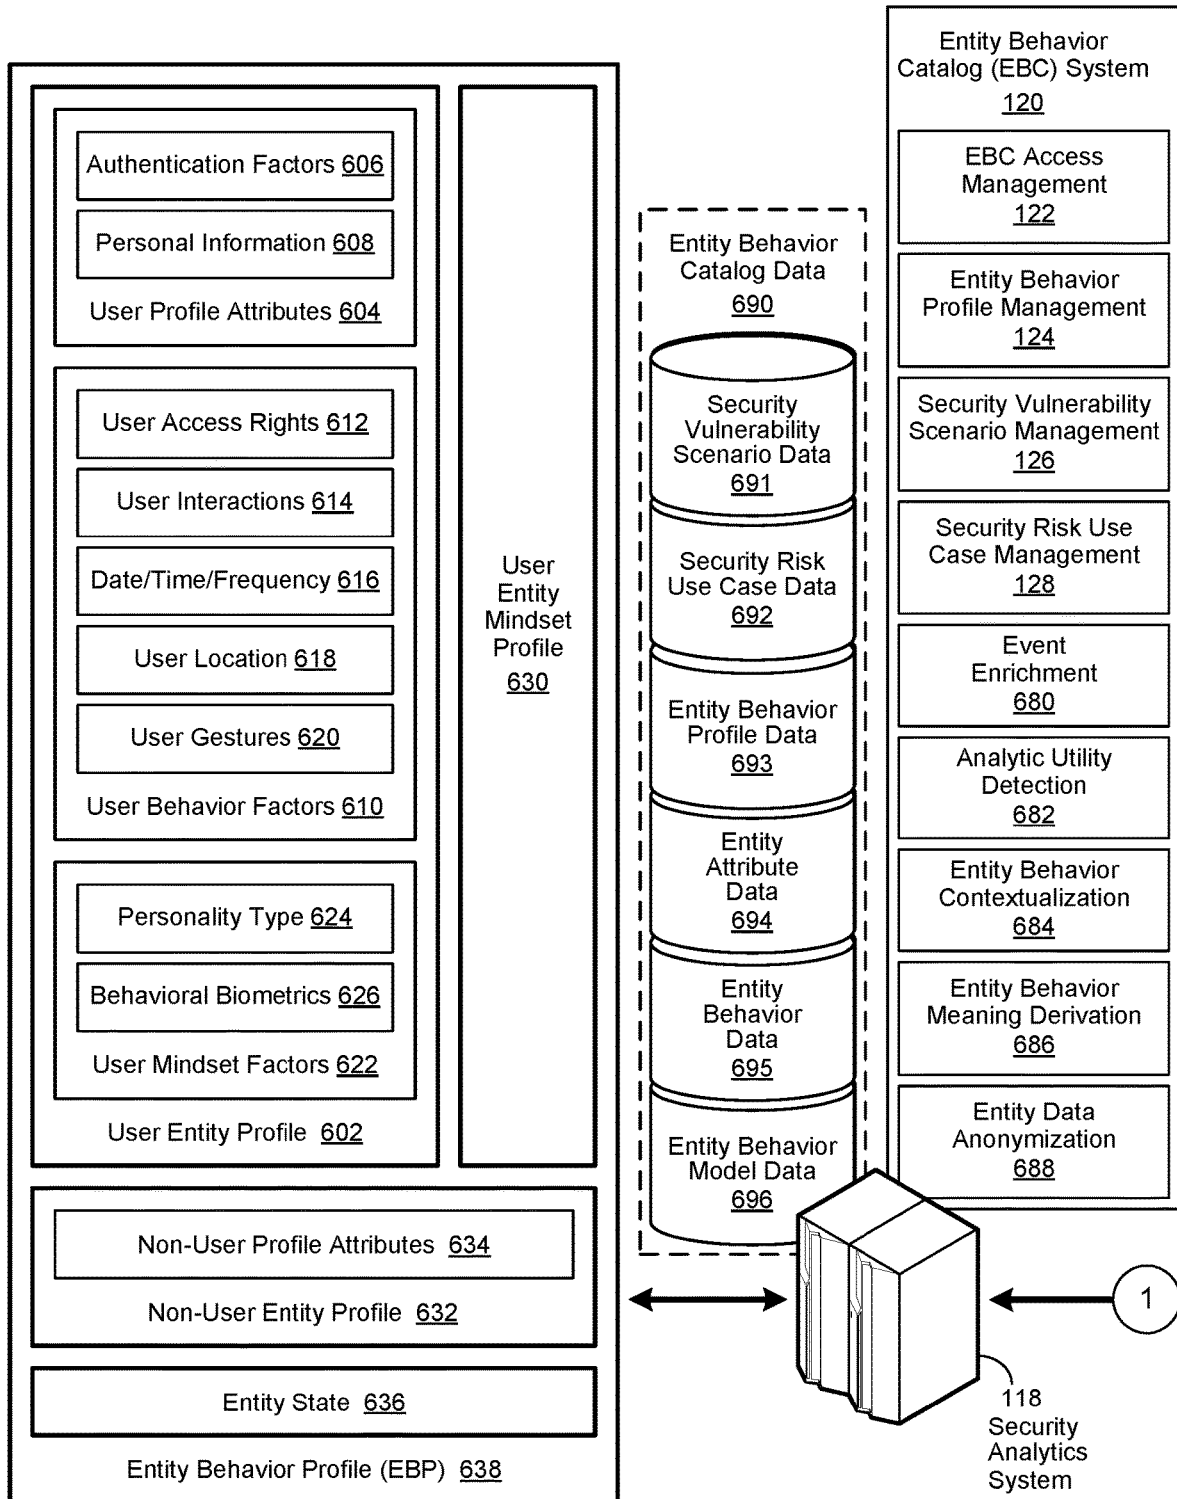 Authentication Factors 606
Personal Information 608
User Profile Attributes 604
User Access Rights 612
User Interactions 614
Date/Time/Frequency 616
User Location 618
User Gestures 620
User Behavior Factors 610
Personality Type 624
Behavioral Biometrics 626
User Mindset Factors 622
User Entity Profile 602
User
Entity
Mindset
Profile
630
Non-User Profile Attributes 634
Non-User Entity Profile 632
Entity State 636
Entity Behavior Profile (EBP) 638
Entity Behavior
Catalog Data
690
Security
Vulnerability
Scenario Data
691
Security Risk
Use Case Data
692
Entity Behavior
Profile Data
693
Entity
Attribute
Data
694
Entity
Behavior
Data
695
Entity Behavior
Model Data
696
Entity Behavior
Catalog (EBC) System
120
EBC Access
Management
122
Entity Behavior
Profile Management
124
Security Vulnerability
Scenario Management
126
Security Risk Use
Case Management
128
Event
Enrichment
680
Analytic Utility
Detection
682
Entity Behavior
Contextualization
684
Entity Behavior
Meaning Derivation
686
Entity Data
Anonymization
688
1
118
Security
Analytics
System